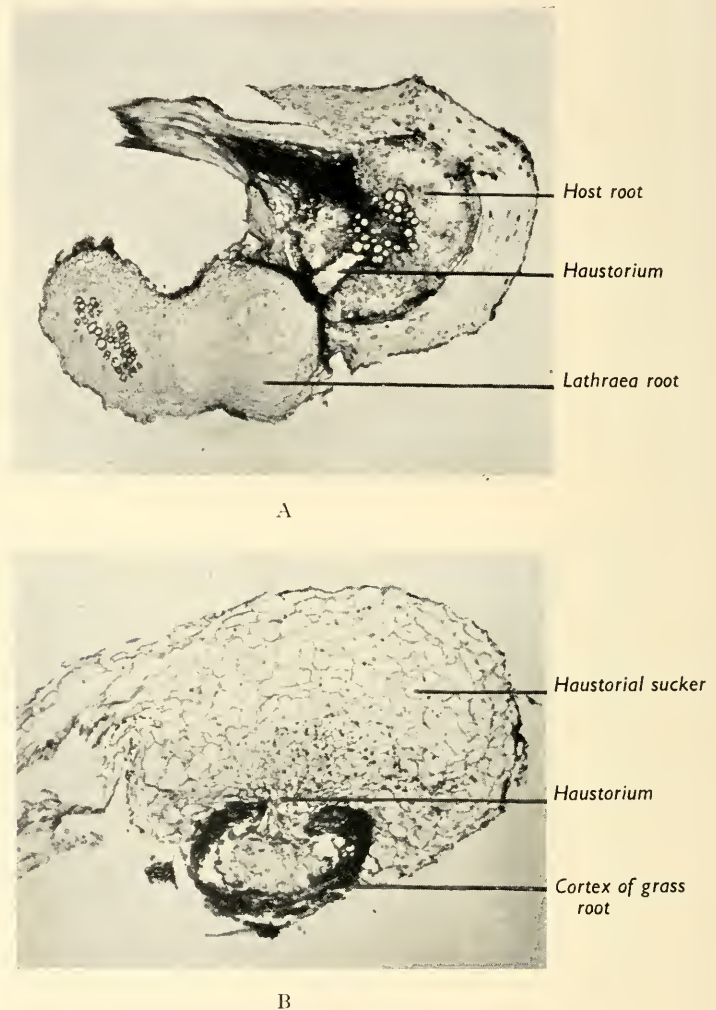 Host root
Haustorium
Lathraea root
A
Haustorial sucker
Haustorium
Cortex of grass
root
B